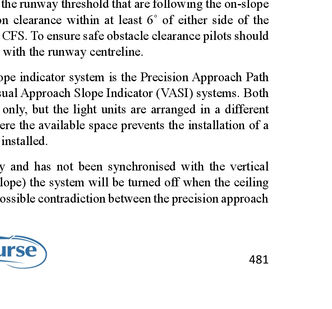 the runway threshold that are following the on-slope
on clearance within at least 6˚ of either side of the
CFS. To ensure safe obstacle clearance pilots should
with the runway centreline.
ope indicator system is the Precision Approach Path
sual Approach Slope Indicator (VASI) systems. Both
only, but the light units are arranged in a different
ere the available space prevents the installation of a
installed.
y and has not been synchronised with the vertical
lope) the system will be turned off when the ceiling
ossible contradiction between the precision approach
urse
481